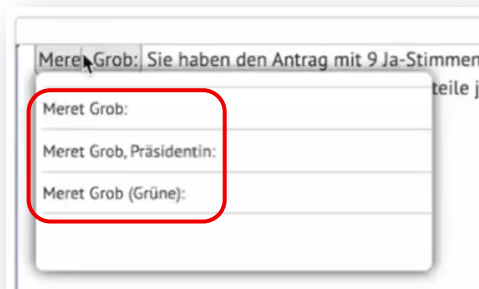 Meret Grob: Sie haben den Antrag mit 9 Ja-Stimmen
teile j
Meret Grob:
Meret Grob, Präsidentin:
Meret Grob (Grüne):